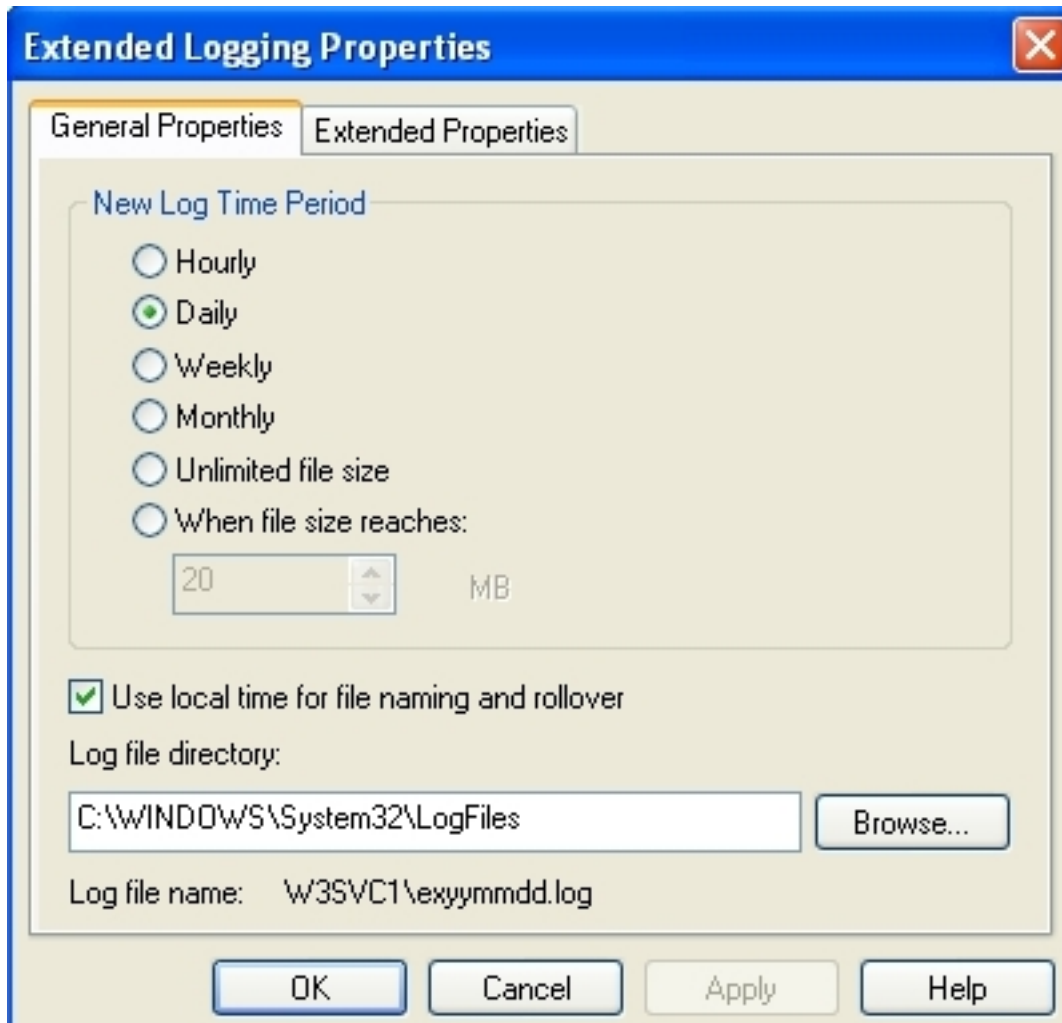 Extended Logging Properties
General Properties
Extended Properties
New Log Time Period
Hourly
Daily
Weekly
Monthly
Unlimited file size
When file size reaches:
20 MB
Use local time for file naming and rollover
Log file directory:
C:\WINDOWS\System32\LogFiles
Browse...
Log file name: W3SVC1\exyymmdd.log
OK Cancel Apply Help